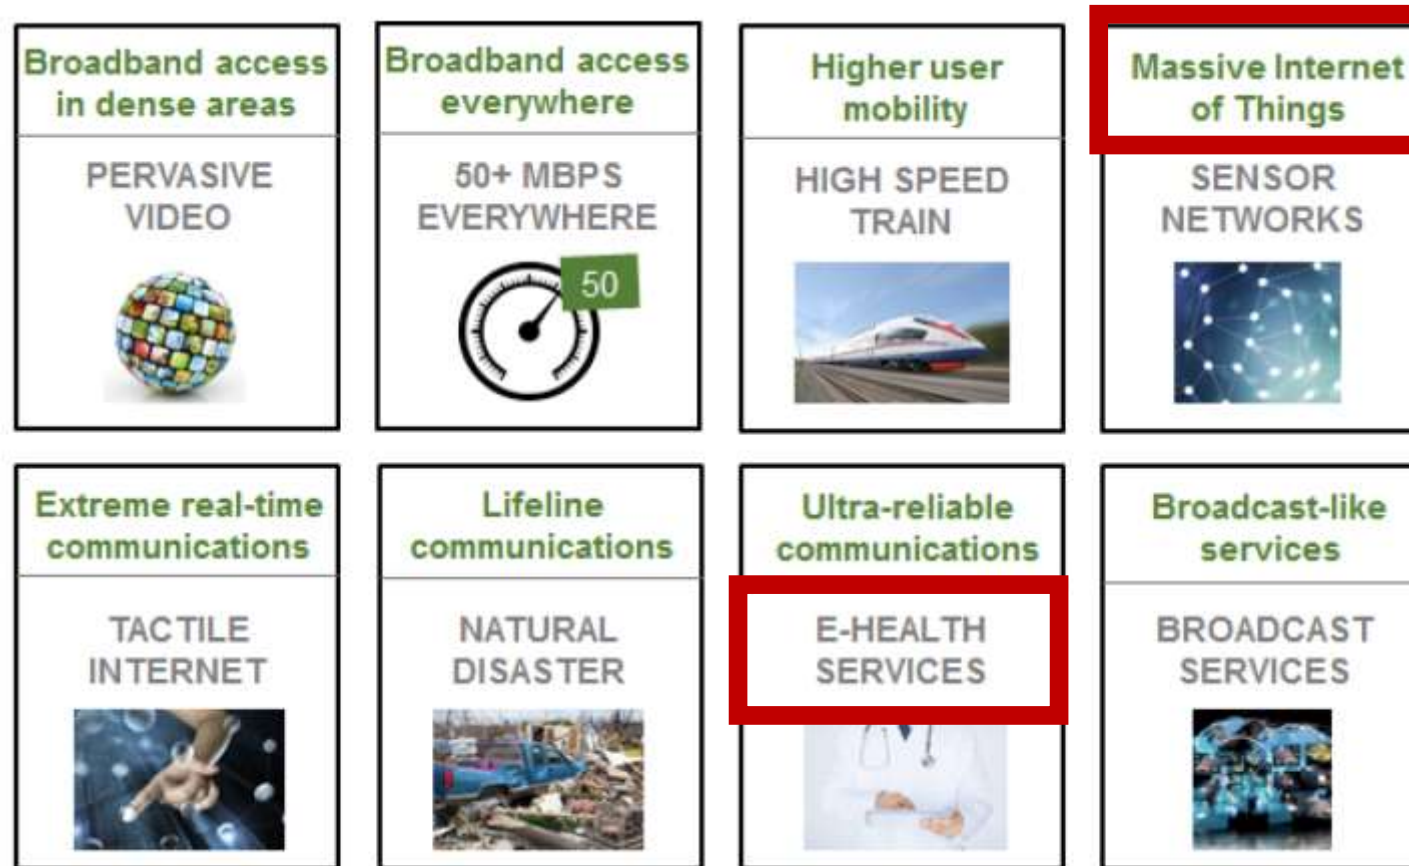 Broadband access
in dense areas
PERVASIVE
VIDEO
Broadband access
everywhere
50+ MBPS
EVERYWHERE
50
Higher user
mobility
HIGH SPEED
TRAIN
Massive Internet
of Things
SENSOR
NETWORKS
Extreme real-time
communications
TACTILE
INTERNET
Lifeline
communications
NATURAL
DISASTER
Ultra-reliable
communications
E-HEALTH
SERVICES
Broadcast-like
services
BROADCAST
SERVICES